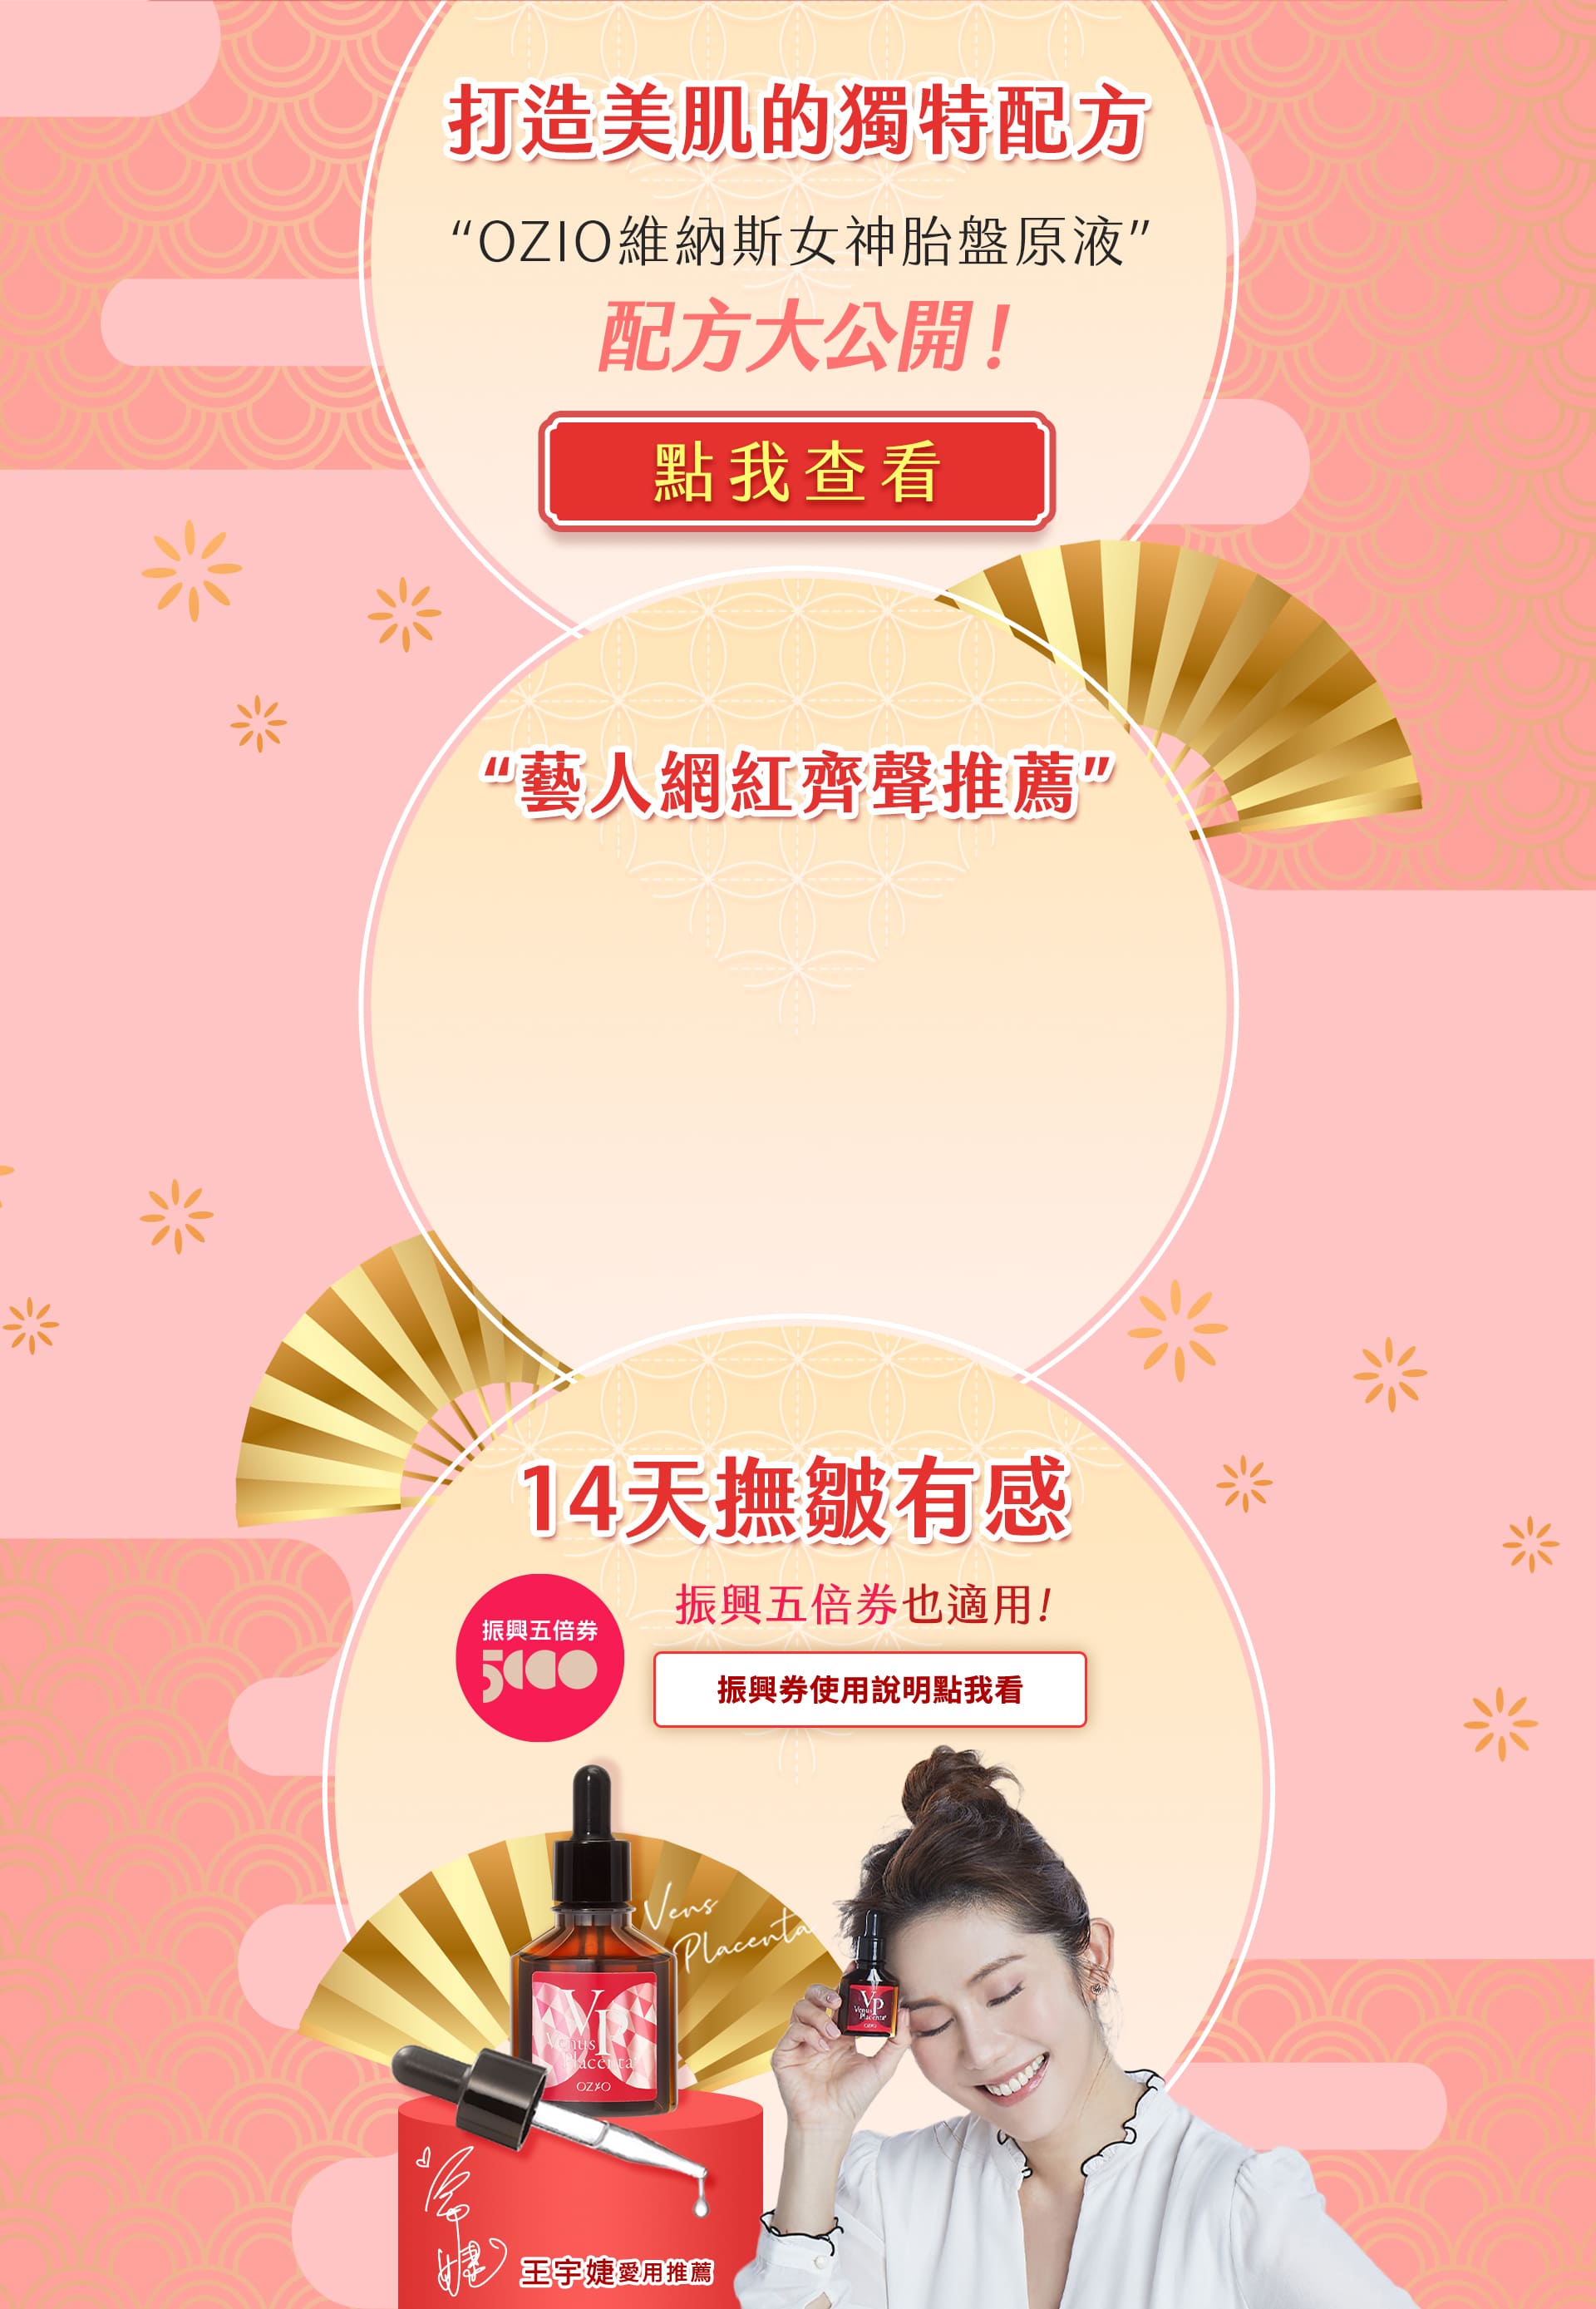 打造美肌的獨特配方
“OZIO維納斯女神胎盤原液”
配方大公開！
點我查看
“藝人網紅齊聲推薦”
14天撫皺有感
振興五倍券
5000
振興五倍券也適用!
振興券使用說明點我看
Vens
Placenta
VP
Venus
Placenta
OZIO
VP
Venus
Placenta
OZIO
王宇婕愛用推薦